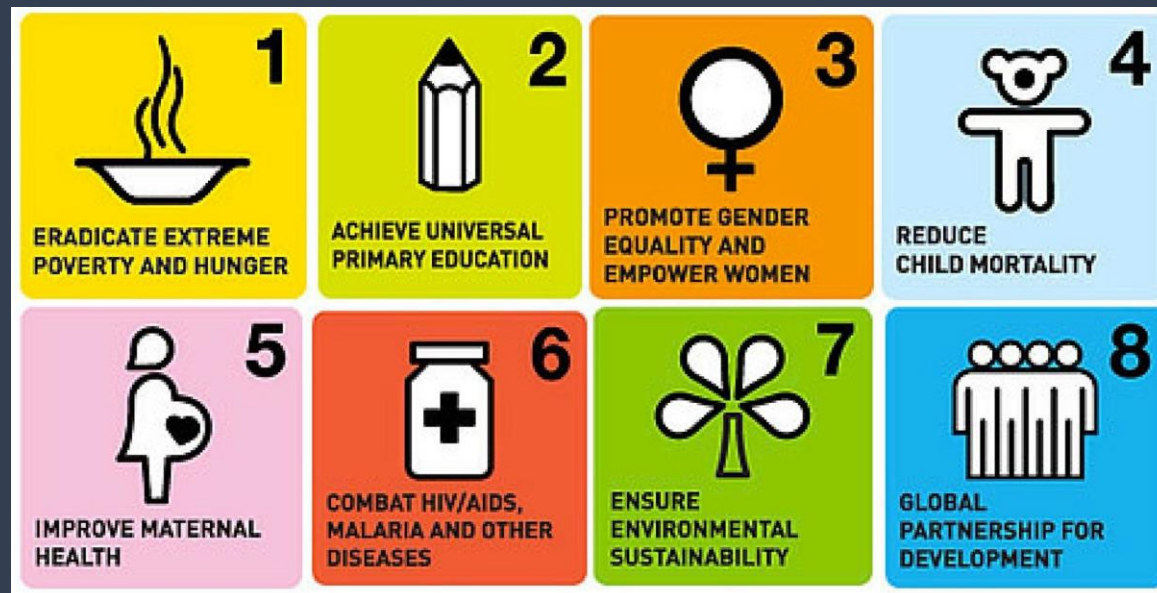 1
ERADICATE EXTREME
POVERTY AND HUNGER
2
ACHIEVE UNIVERSAL
PRIMARY EDUCATION
3
PROMOTE GENDER
EQUALITY AND
EMPOWER WOMEN
4
REDUCE
CHILD MORTALITY
5
IMPROVE MATERNAL
HEALTH
6
COMBAT HIV/AIDS,
MALARIA AND OTHER
DISEASES
7
ENSURE
ENVIRONMENTAL
SUSTAINABILITY
8
GLOBAL
PARTNERSHIP FOR
DEVELOPMENT